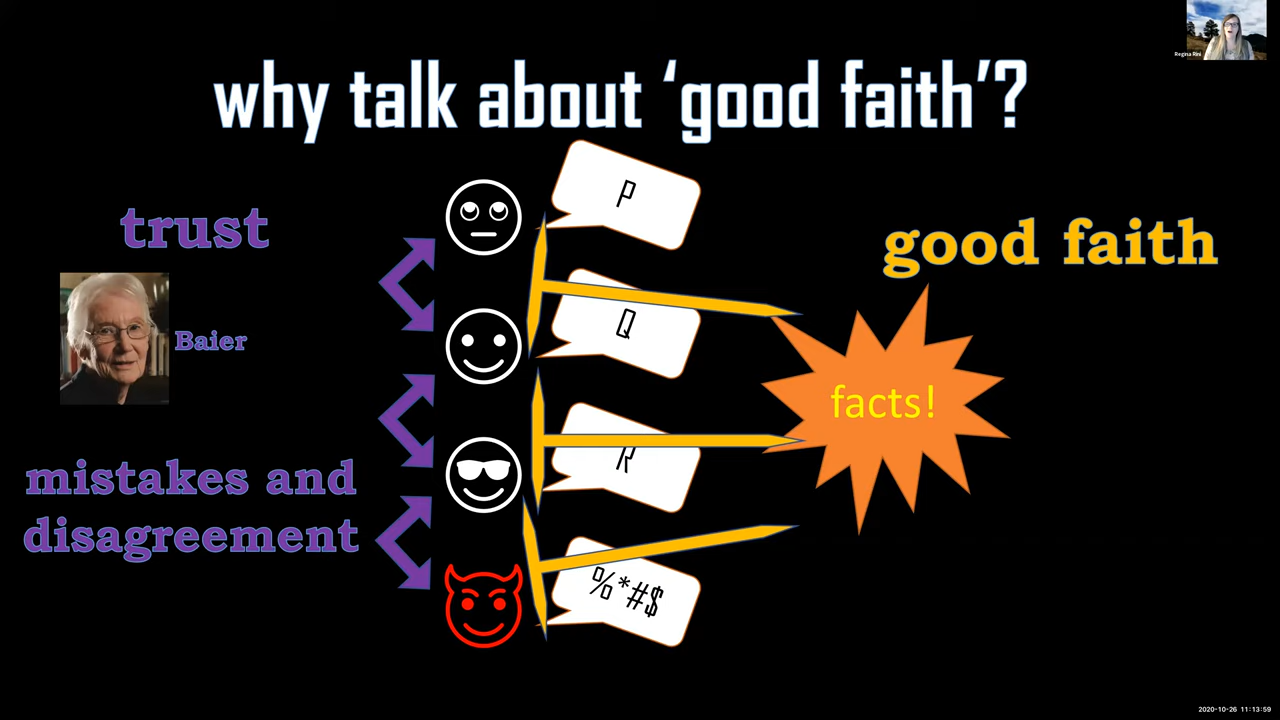 Regina Rini
why talk about ‘good faith’?
P
trust
good faith
Baier
Q
facts!
R
mistakes and
disagreement
%*#$
2020-10-26 11:13:59